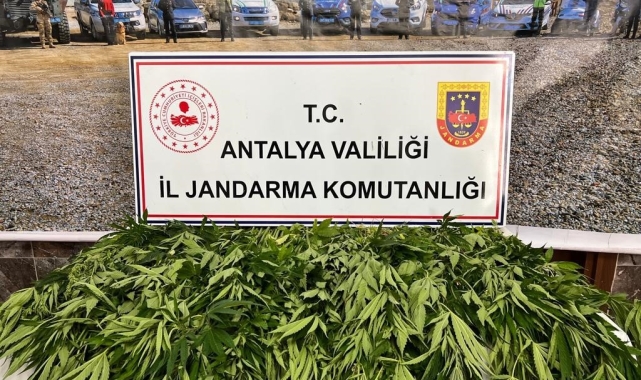 T.C.
ANTALYA VALİLİĞİ
İL JANDARMA KOMUTANLIĞI
JANDARMA